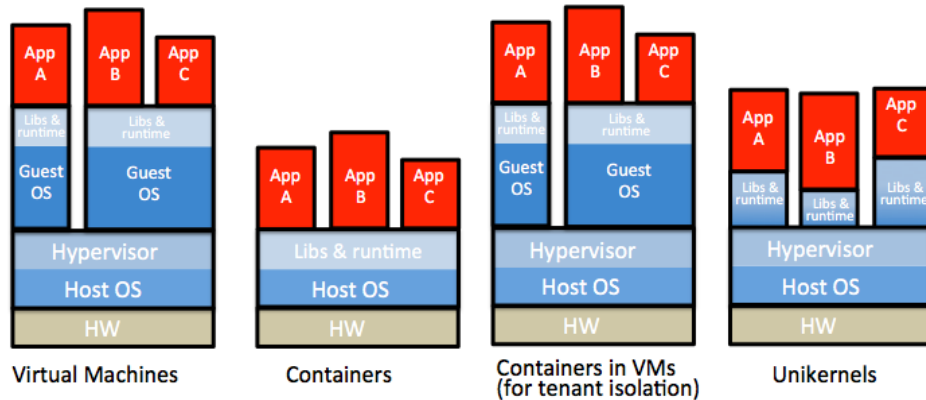 App
A
App
B
App
C
Libs &
runtime
Libs &
runtime
Guest
OS
Guest
OS
Hypervisor
Host OS
HW
Virtual Machines
App
A
App
B
App
C
Libs & runtime
Host OS
HW
Containers
App
A
App
B
App
C
Libs &
runtime
Libs &
runtime
Guest
OS
Guest
OS
Hypervisor
Host OS
HW
Containers in VMs
(for tenant isolation)
App
A
App
B
App
C
Libs &
runtime
Libs &
runtime
Libs &
runtime
Hypervisor
Host OS
HW
Unikernels